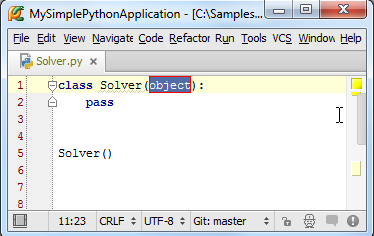 MySimplePythonApplication - [C:\Samples...
File Edit View Navigate Code Refactor Run Tools VCS Window Help
Solver.py
1 class Solver(object):
2 pass
3
4
5 Solver()
6
7
8
11:23 CRLF UTF-8 Git: master